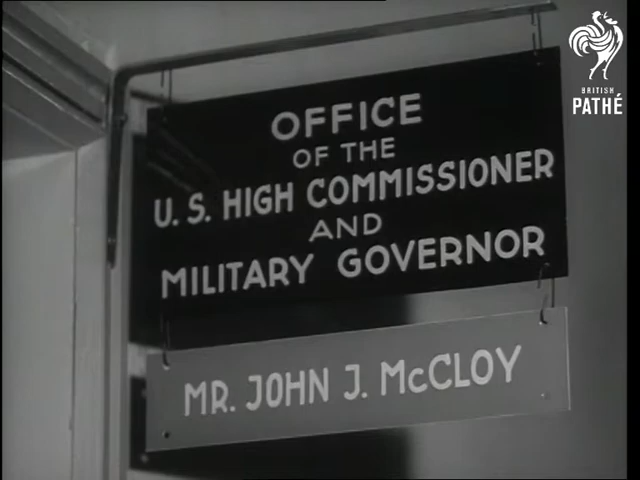 BRITISH
PATHÉ
OFFICE
OF THE
U. S. HIGH COMMISSIONER
AND
MILITARY GOVERNOR
MR. JOHN J. McCLOY